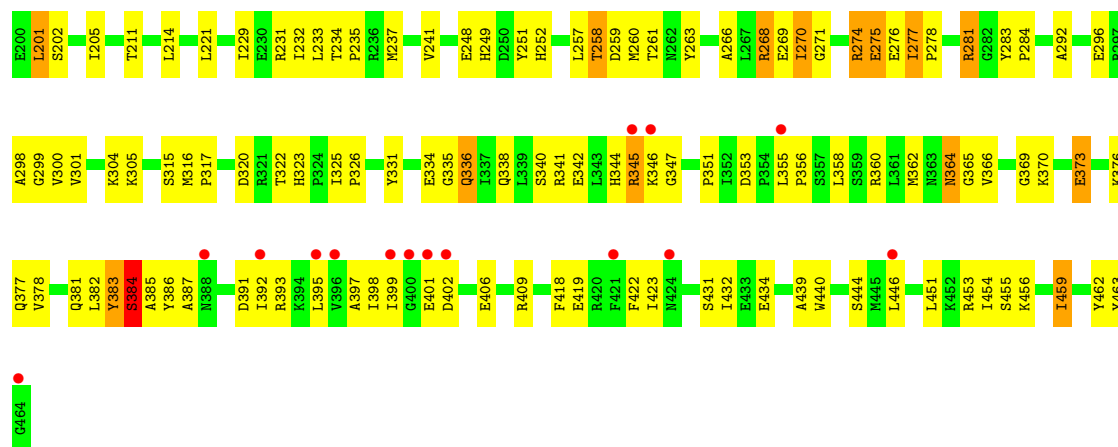 E200 L201 S202 I205 T211 L214 L221 I229 E230 R231 I232 L233 T234 P235 R236 M237 V241 E248 H249 D250 Y251 H252 L257 T258 D259 M260 T261 N262 Y263 A266 L267 R268 E269 I270 G271 R274 E275 E276 I277 P278 R281 G282 Y283 P284 A292 E296
A298 G299 V300 V301 K304 K305 S315 M316 P317 D320 R321 T322 H323 P324 I325 P326 Y331 E334 G335 Q336 I337 Q338 L339 S340 R341 E342 L343 H344 R345 K346 G347 P351 I352 D353 P354 L355 P356 S357 L358 S359 R360 L361 M362 N363 N364 G365 V366 G369 K370 E373 K376
Q377 V378 Q381 L382 Y383 S384 A385 Y386 A387 N388 D391 I392 R393 K394 L395 V396 A397 I398 I399 G400 E401 D402 E406 R409 F418 E419 R420 F421 F422 I423 N424 S431 I432 E433 E434 A439 W440 S444 M445 L446 L451 K452 R453 I454 S455 K456 I459 Y462
G464